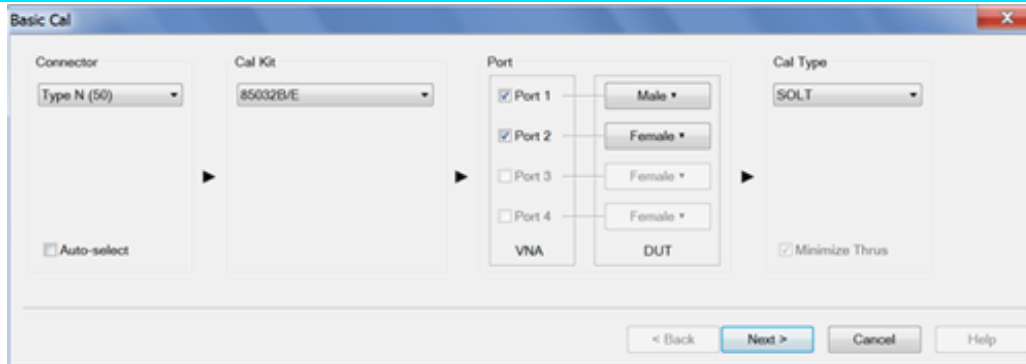 Basic Cal
Connector Cal Kit Port Cal Type
Type N (50) 85032B/E Port 1 Male SOLT
Port 2 Female
Port 3 Female
Port 4 Female
Auto-select VNA DUT Minimize Thrus
< Back Next > Cancel Help